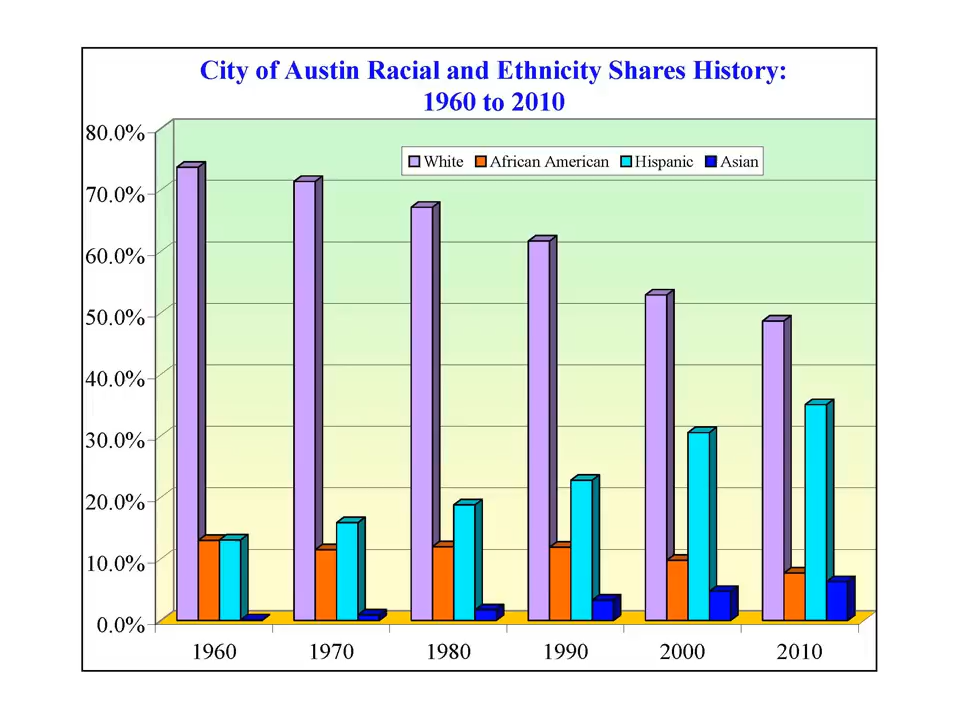 City of Austin Racial and Ethnicity Shares History:
1960 to 2010
White African American Hispanic Asian
80.0%
70.0%
60.0%
50.0%
40.0%
30.0%
20.0%
10.0%
0.0%
1960 1970 1980 1990 2000 2010